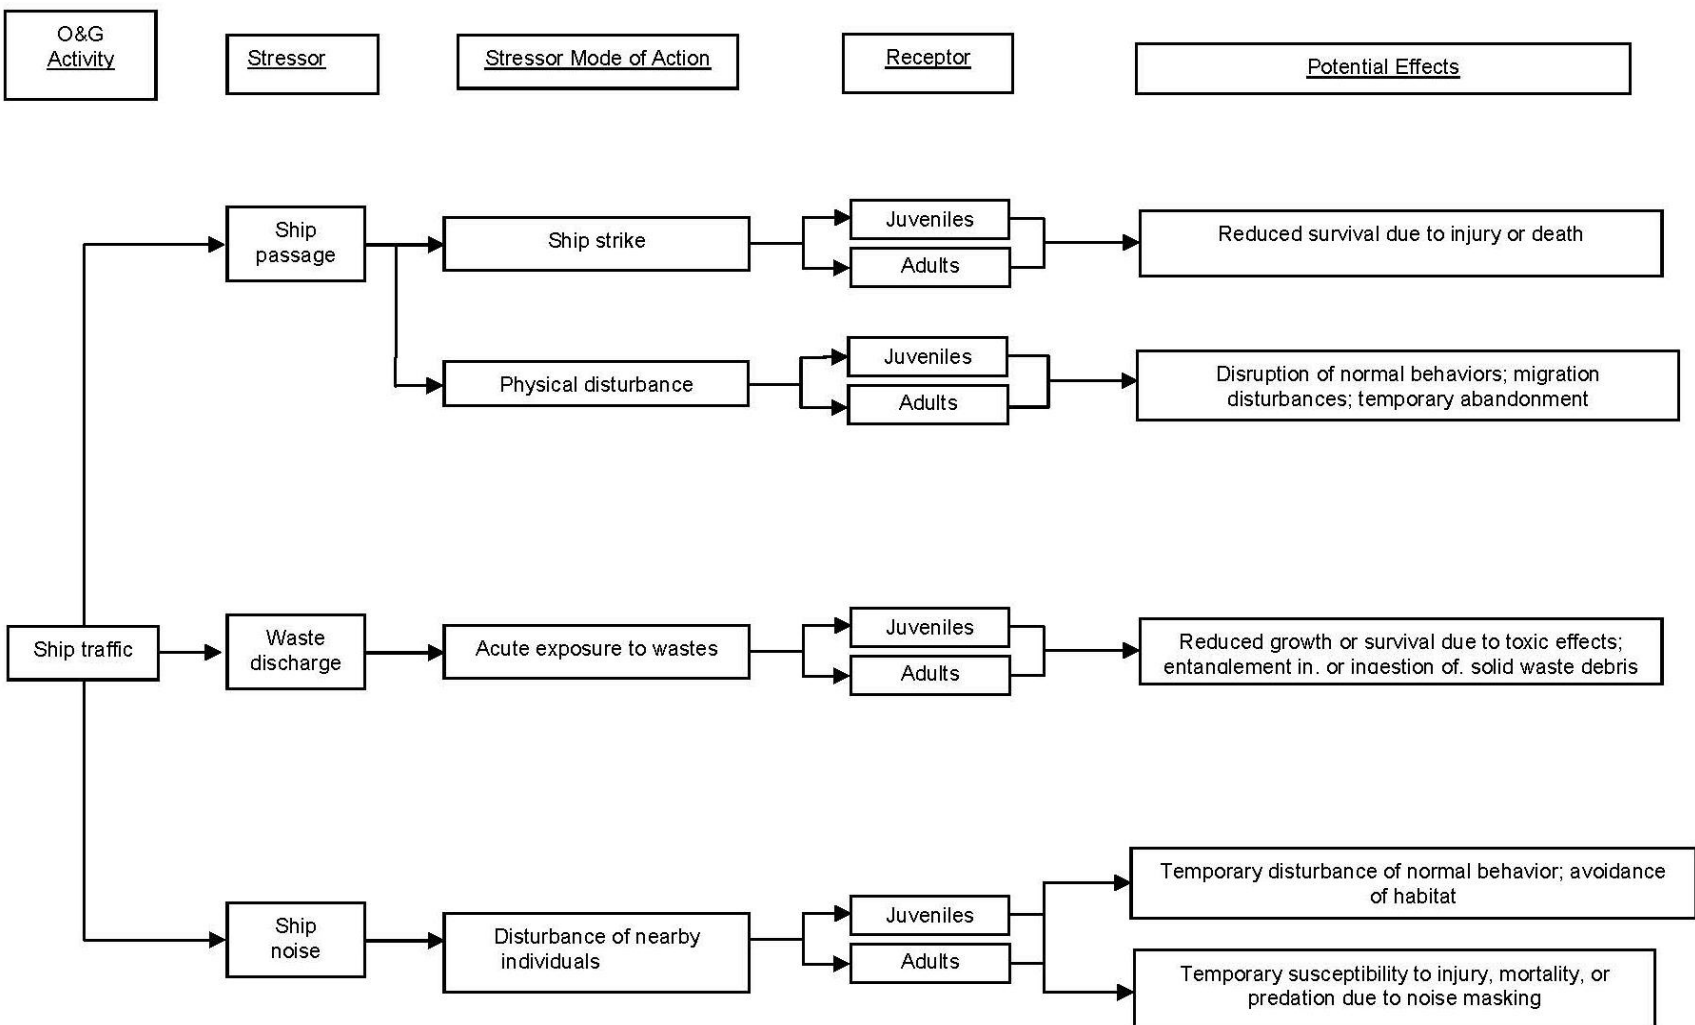 O&G
Activity
Stressor
Stressor Mode of Action
Receptor
Potential Effects
Ship
passage
Ship strike
Juveniles
Adults
Reduced survival due to injury or death
Physical disturbance
Juveniles
Adults
Disruption of normal behaviors; migration
disturbances; temporary abandonment
Ship traffic
Waste
discharge
Acute exposure to wastes
Juveniles
Adults
Reduced growth or survival due to toxic effects;
entanglement in, or ingestion of, solid waste debris
Ship
noise
Disturbance of nearby
individuals
Juveniles
Adults
Temporary disturbance of normal behavior; avoidance
of habitat
Temporary susceptibility to injury, mortality, or
predation due to noise masking